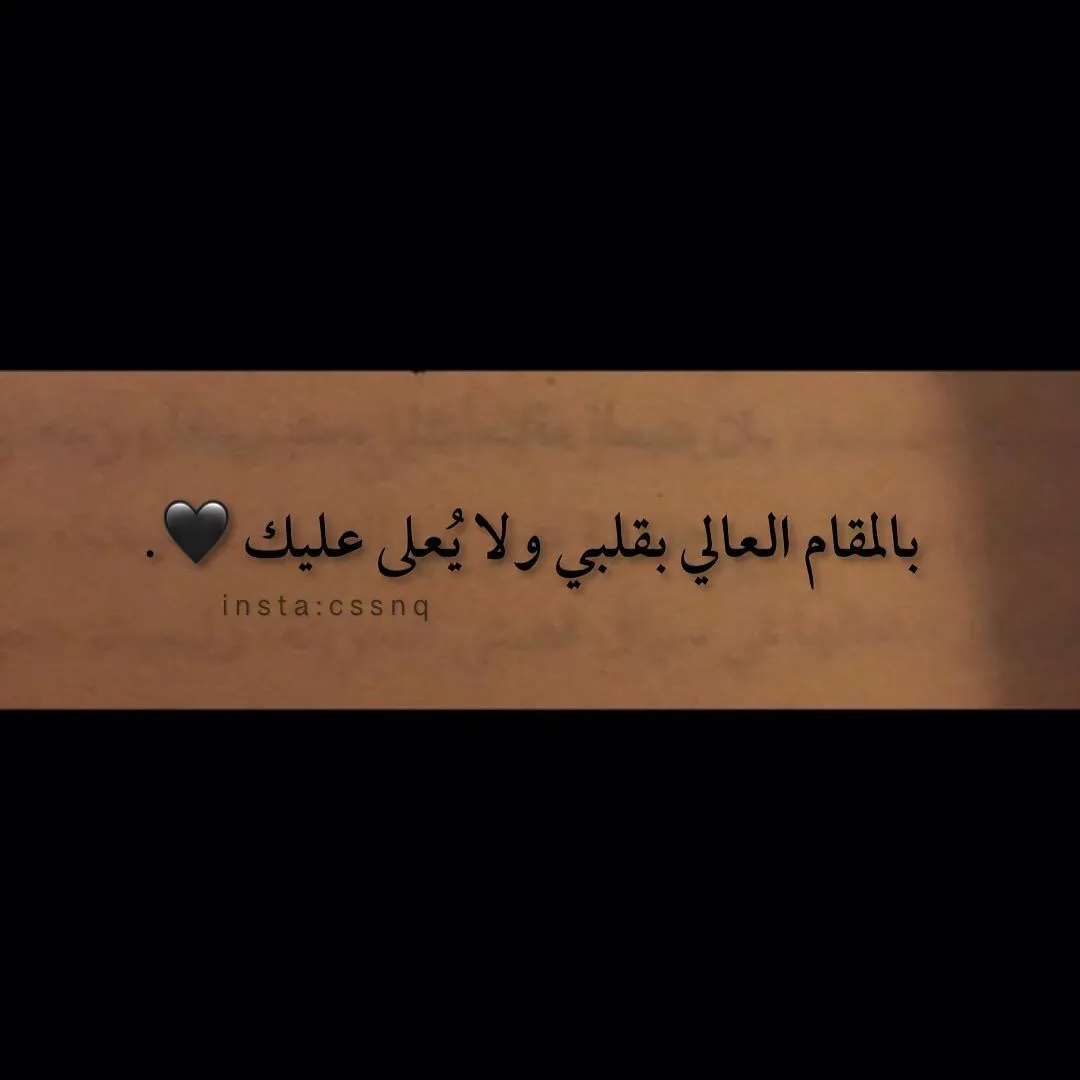 بالمقام العالي بقلبي ولا يُعلى عليك 🖤 .
insta:cssnq